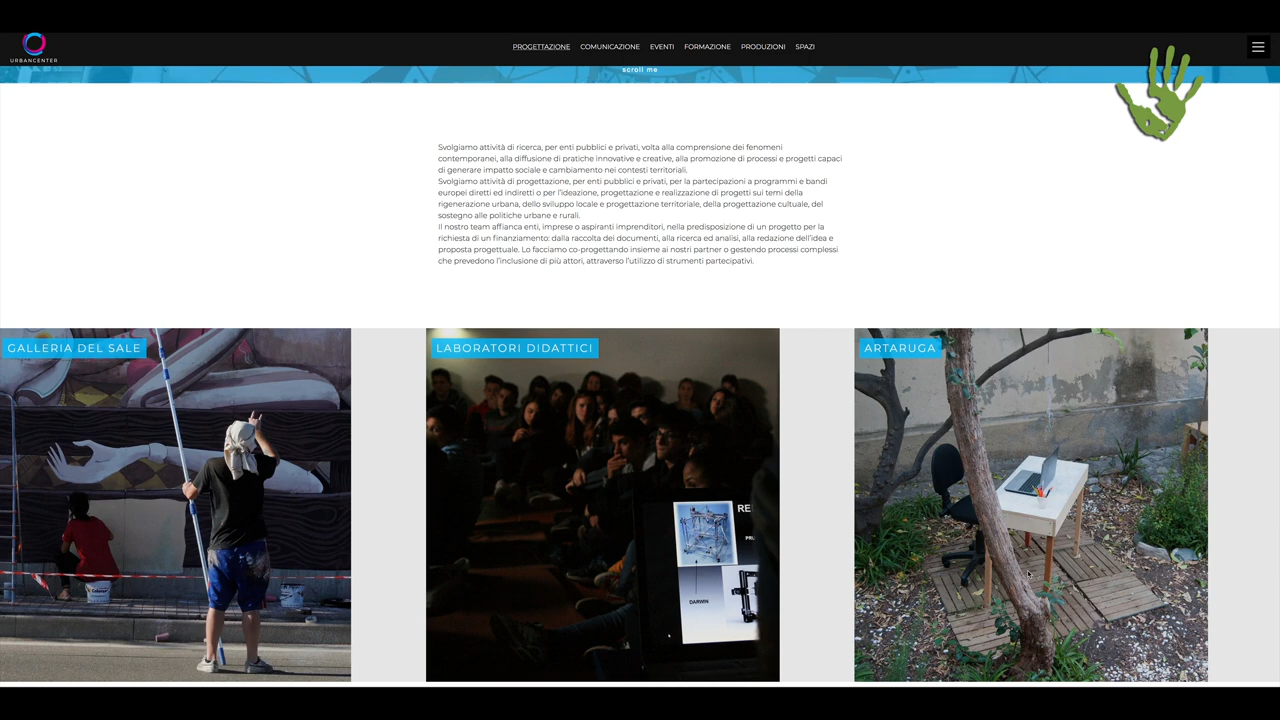 URBANCENTER
PROGETTAZIONE COMUNICAZIONE EVENTI FORMAZIONE PRODUZIONI SPAZI
scroll me
Svolgiamo attività di ricerca, per enti pubblici e privati, volta alla comprensione dei fenomeni
contemporanei, alla diffusione di pratiche innovative e creative, alla promozione di processi e progetti capaci
di generare impatto sociale e cambiamento nei contesti territoriali.
Svolgiamo attività di progettazione, per enti pubblici e privati, per la partecipazioni a programmi e bandi
europei diretti ed indiretti o per l'ideazione, progettazione e realizzazione di progetti sui temi della
rigenerazione urbana, dello sviluppo locale e progettazione territoriale, della progettazione cultuale, del
sostegno alle politiche urbane e rurali.
Il nostro team affianca enti, imprese o aspiranti imprenditori, nella predisposizione di un progetto per la
richiesta di un finanziamento: dalla raccolta dei documenti, alla ricerca ed analisi, alla redazione dell'idea e
proposta progettuale. Lo facciamo co-progettando insieme ai nostri partner o gestendo processi complessi
che prevedono l'inclusione di più attori, attraverso l'utilizzo di strumenti partecipativi.
GALLERIA DEL SALE
LABORATORI DIDATTICI
ARTARUGA
RE
PRU
DARWIN